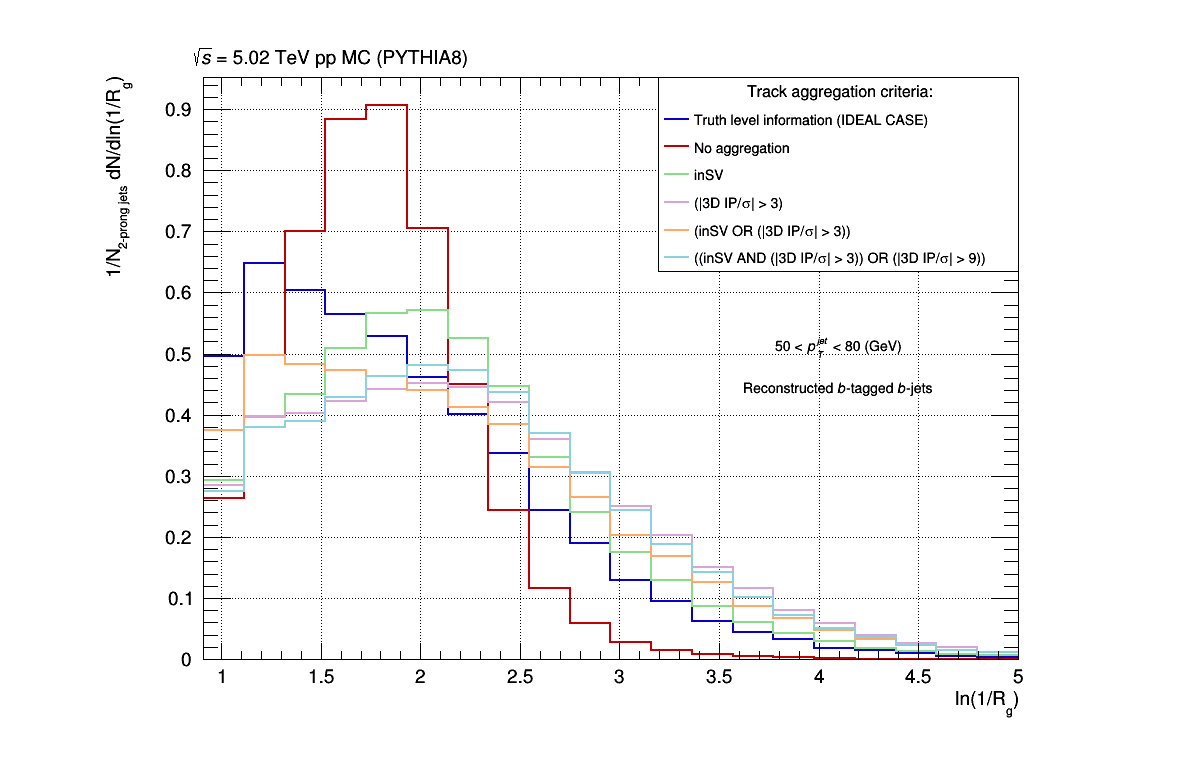 √s = 5.02 TeV pp MC (PYTHIA8)
1/N2-prong jets dN/dln(1/Rg)
0.9
0.8
0.7
0.6
0.5
0.4
0.3
0.2
0.1
0
Track aggregation criteria:
Truth level information (IDEAL CASE)
No aggregation
inSV
(|3D IP/σ| > 3)
(inSV OR (|3D IP/σ| > 3))
((inSV AND (|3D IP/σ| > 3)) OR (|3D IP/σ| > 9))
50 < pTjet < 80 (GeV)
Reconstructed b-tagged b-jets
1 1.5 2 2.5 3 3.5 4 4.5 5
ln(1/Rg)